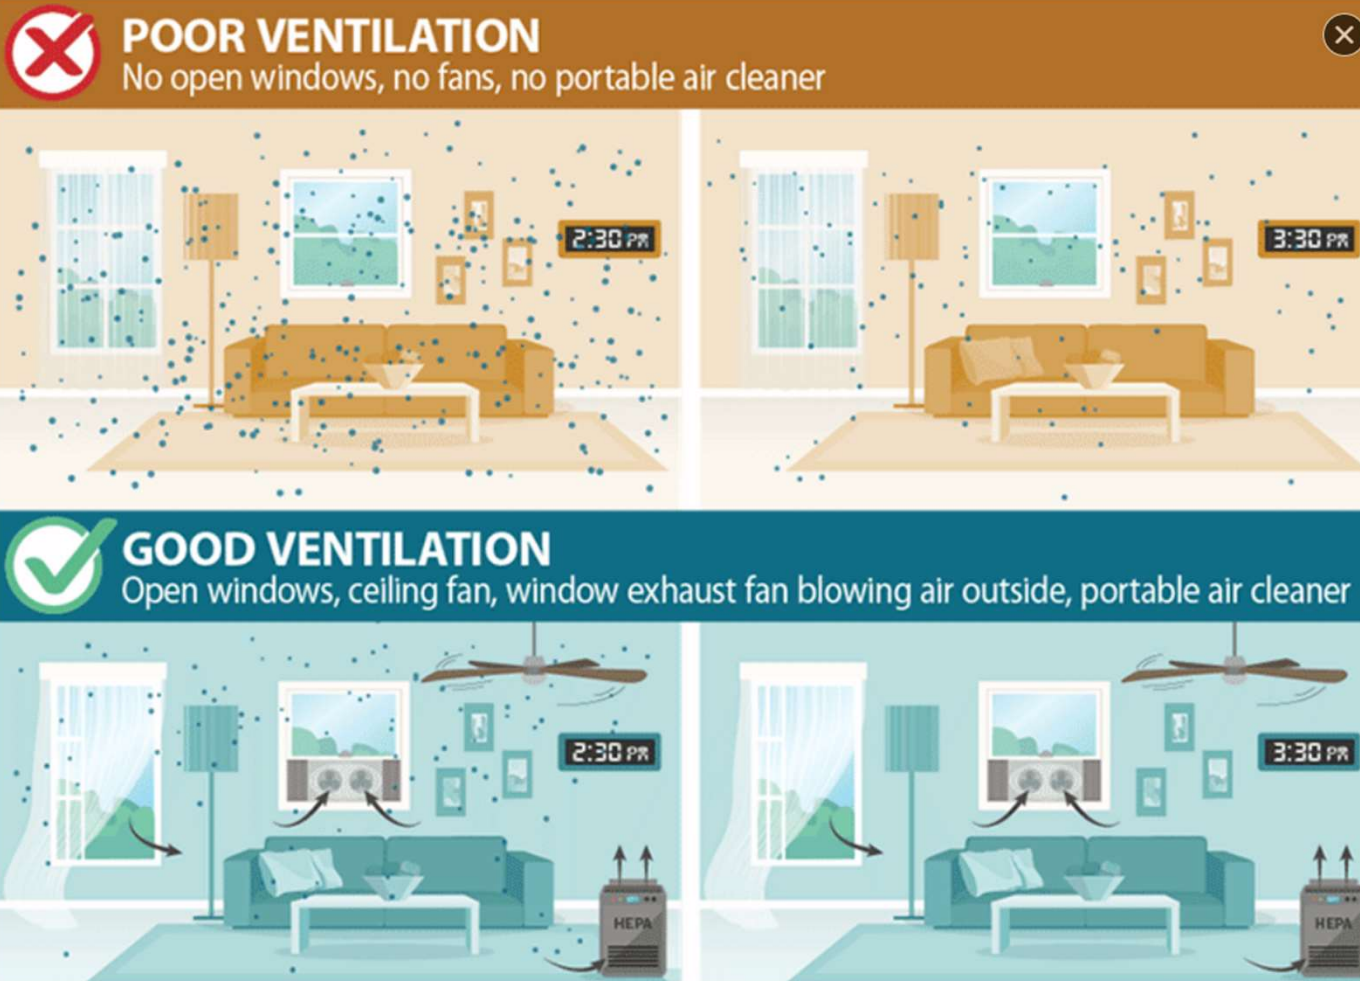 POOR VENTILATION
No open windows, no fans, no portable air cleaner
2:30 PM
3:30 PM
GOOD VENTILATION
Open windows, ceiling fan, window exhaust fan blowing air outside, portable air cleaner
2:30 PM
3:30 PM
HEPA
HEPA